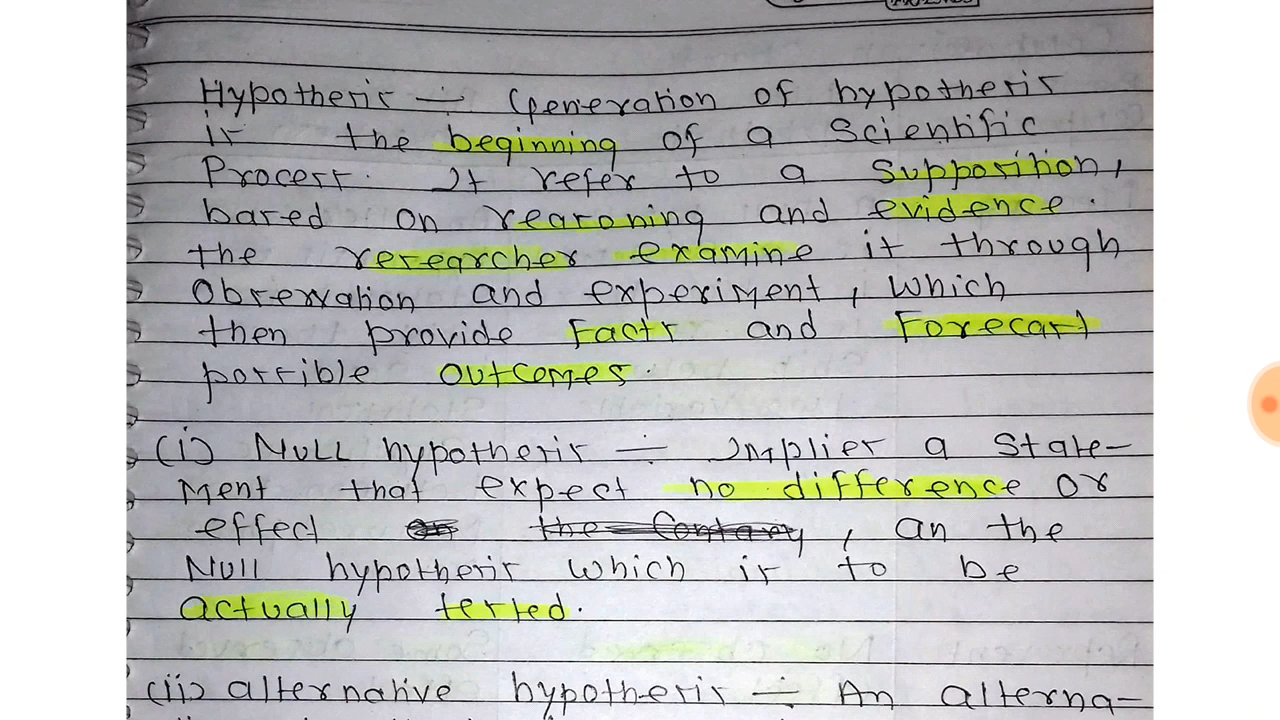 Hypothesis ÷ Generation of hypothesis
is the beginning of a Scientific
Process. It refer to a Supposition,
based on reasoning and evidence.
the researcher examine it through
Observation and experiment, which
then provide Facts and Forecast
possible outcomes.
(i) Null hypothesis ÷ Implies a State-
ment that expect no difference or
effect or the Contary, an the
Null hypothesis which is to be
actually tested.
(ii) alternative hypothesis ÷ An alterna-